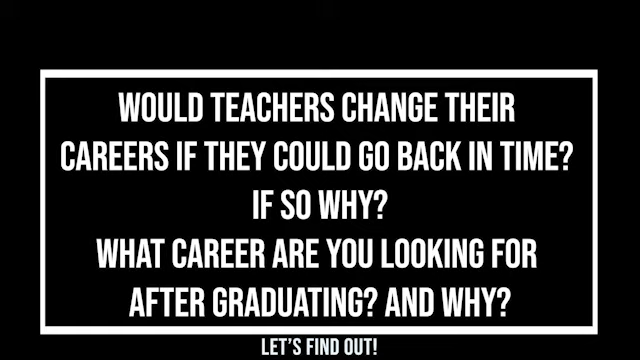 WOULD TEACHERS CHANGE THEIR
CAREERS IF THEY COULD GO BACK IN TIME?
IF SO WHY?
WHAT CAREER ARE YOU LOOKING FOR
AFTER GRADUATING? AND WHY?
LET'S FIND OUT!